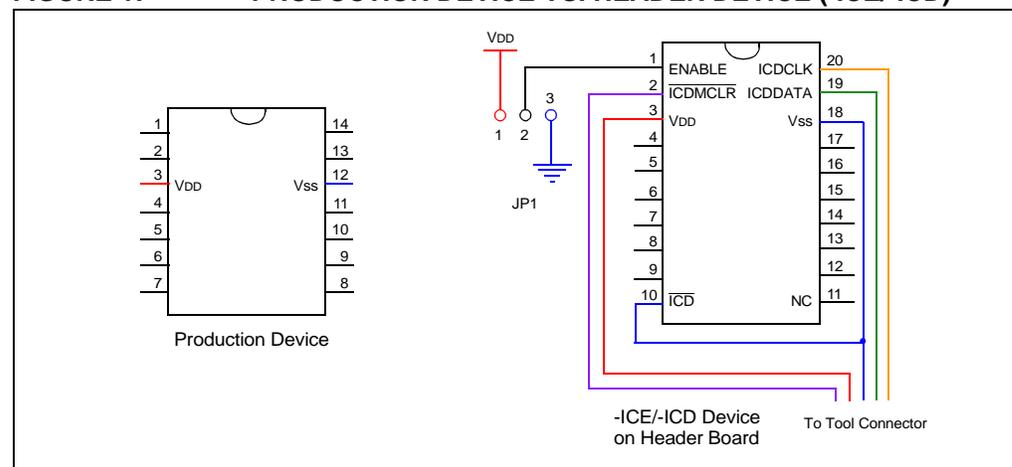 FIGURE 1: PRODUCTION DEVICE VS. HEADER DEVICE (-ICE/-ICD)
1
2
3
4
5
6
7
VDD
VSS
14
13
12
11
10
9
8
Production Device
VDD
1
2
3
JP1
1
2
3
4
5
6
7
8
9
10
ENABLE
ICDMCLR
VDD
ICD
ICDCLK
ICDDATA
VSS
NC
20
19
18
17
16
15
14
13
12
11
-ICE/-ICD Device
on Header Board
To Tool Connector